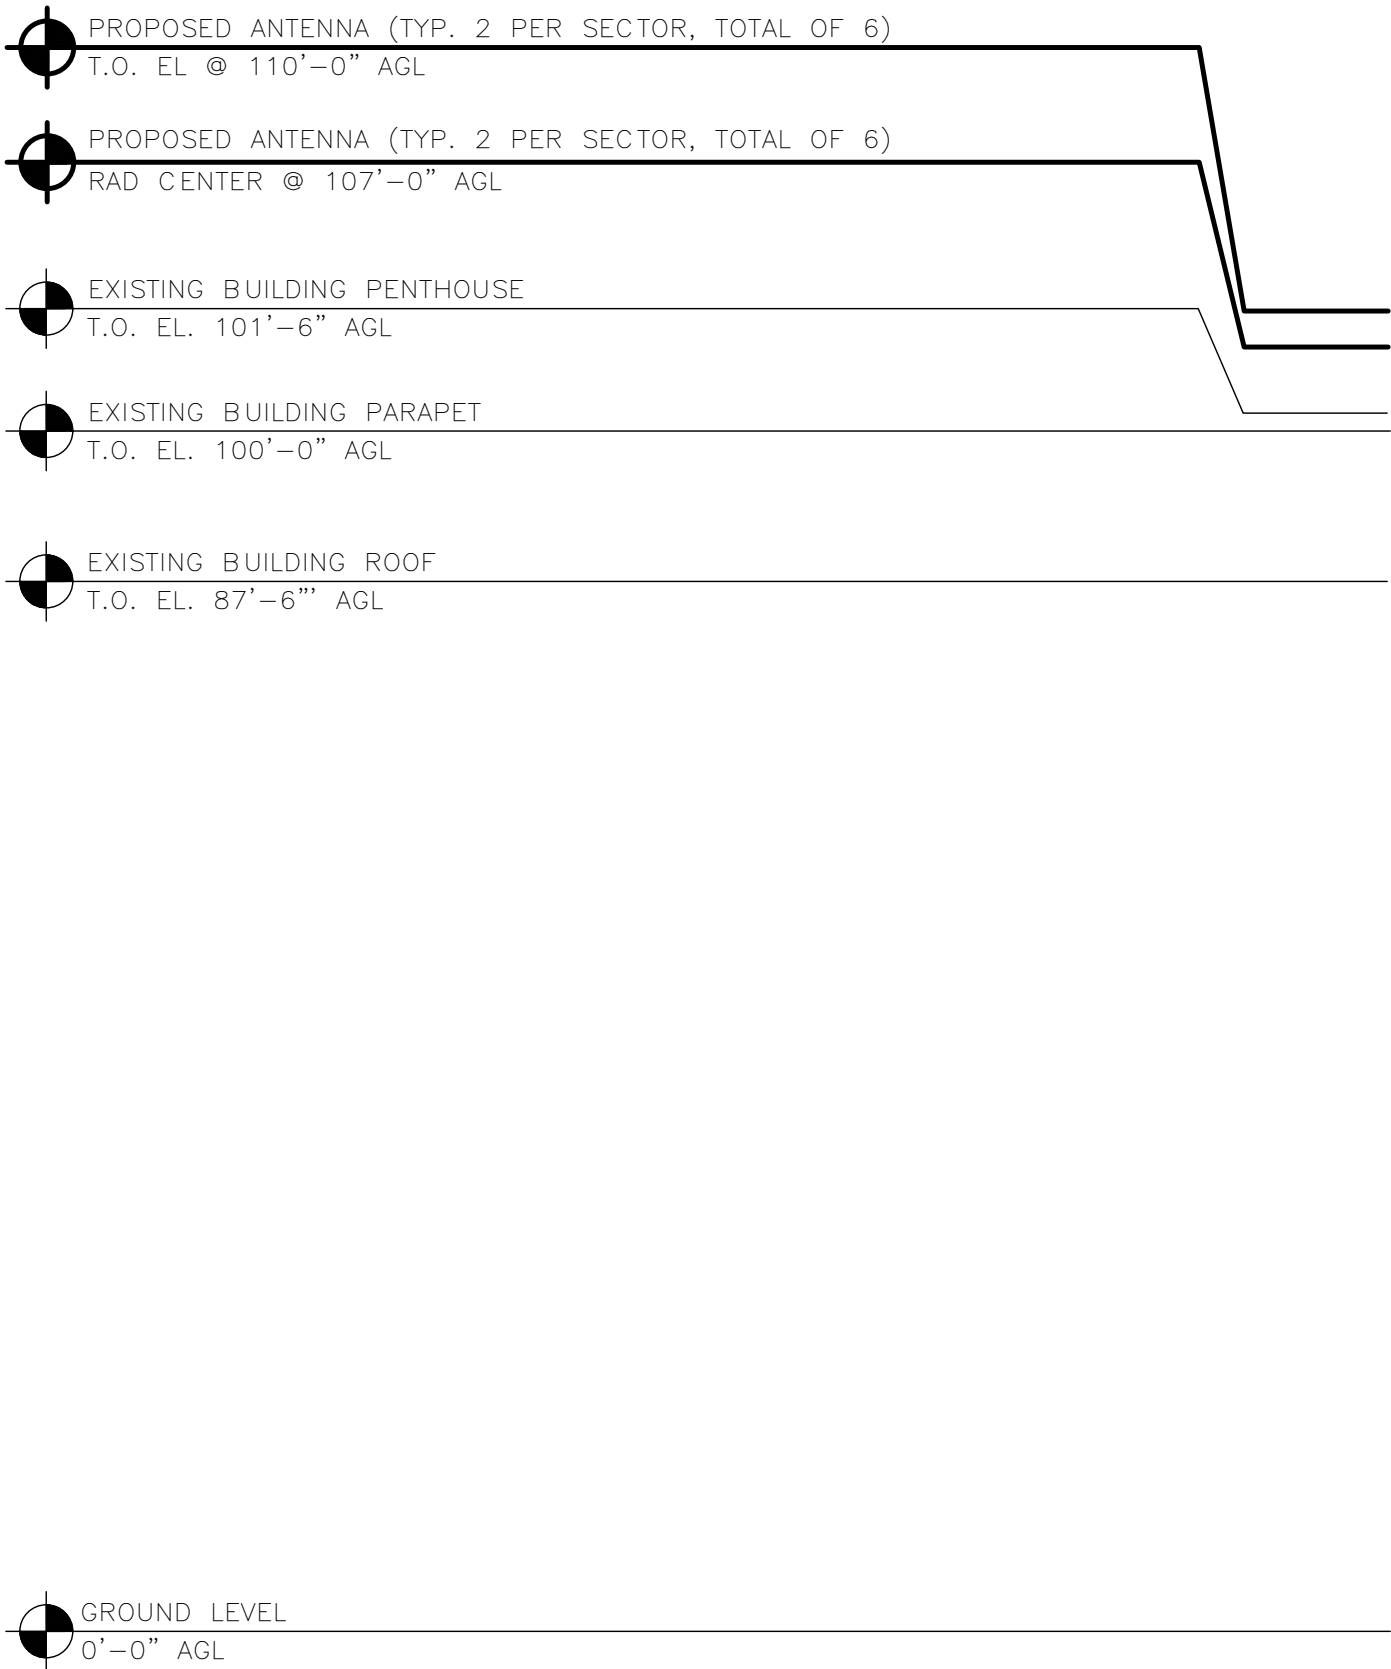 PROPOSED ANTENNA (TYP. 2 PER SECTOR, TOTAL OF 6)
T.O. EL @ 110'-0" AGL
PROPOSED ANTENNA (TYP. 2 PER SECTOR, TOTAL OF 6)
RAD CENTER @ 107'-0" AGL
EXISTING BUILDING PENTHOUSE
T.O. EL. 101'-6" AGL
EXISTING BUILDING PARAPET
T.O. EL. 100'-0" AGL
EXISTING BUILDING ROOF
T.O. EL. 87'-6"' AGL
GROUND LEVEL
0'-0" AGL